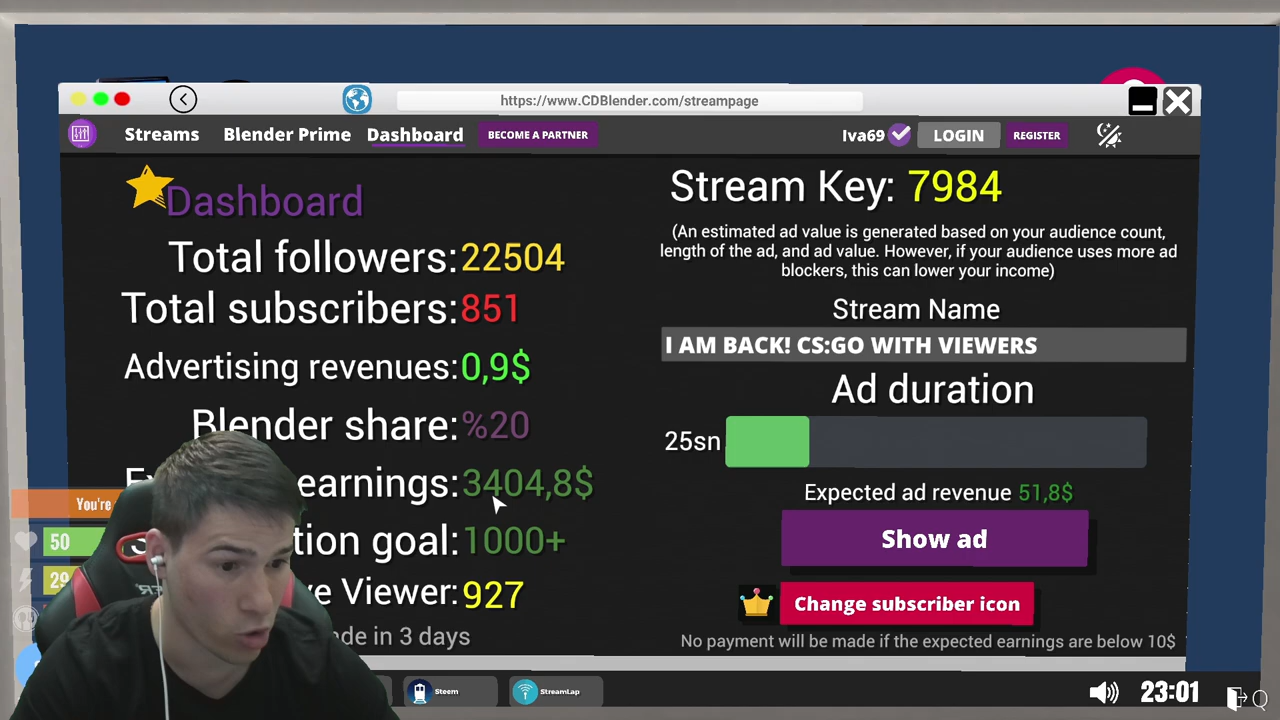 https://www.CDBlender.com/streampage
Streams Blender Prime Dashboard BECOME A PARTNER Iva69 LOGIN REGISTER
Dashboard
Total followers:22504
Total subscribers:851
Advertising revenues:0,9$
Blender share:%20
earnings:3404,8$
goal:1000+
Viewer:927
in 3 days
Stream Key: 7984
(An estimated ad value is generated based on your audience count,
length of the ad, and ad value. However, if your audience uses more ad
blockers, this can lower your income)
Stream Name
I AM BACK! CS:GO WITH VIEWERS
Ad duration
25sn
Expected ad revenue 51,8$
Show ad
Change subscriber icon
No payment will be made if the expected earnings are below 10$
You're
50
29
Steem
StreamLap
23:01
Q